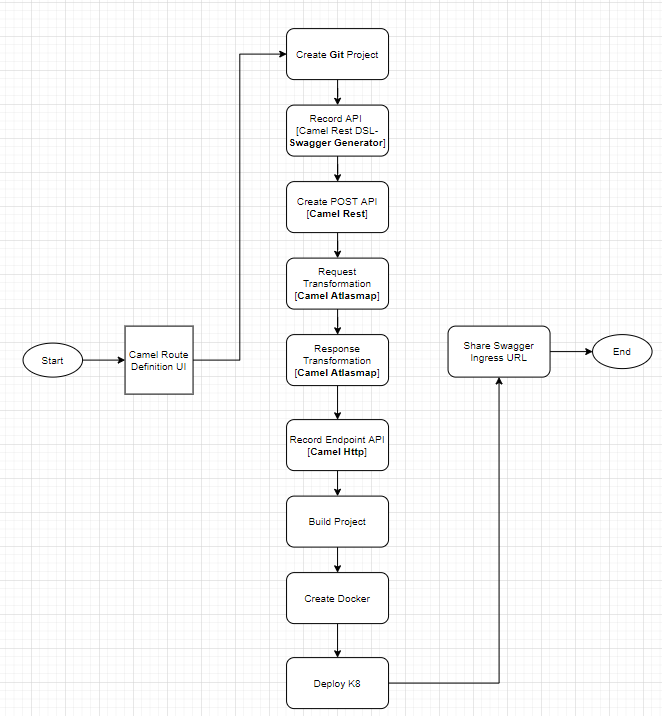 Start
Camel Route
Definition UI
Create Git Project
Record API
[Camel Rest DSL-
Swagger Generator]
Create POST API
[Camel Rest]
Request
Transformation
[Camel Atlasmap]
Response
Transformation
[Camel Atlasmap]
Record Endpoint API
[Camel Http]
Build Project
Create Docker
Deploy K8
Share Swagger
Ingress URL
End